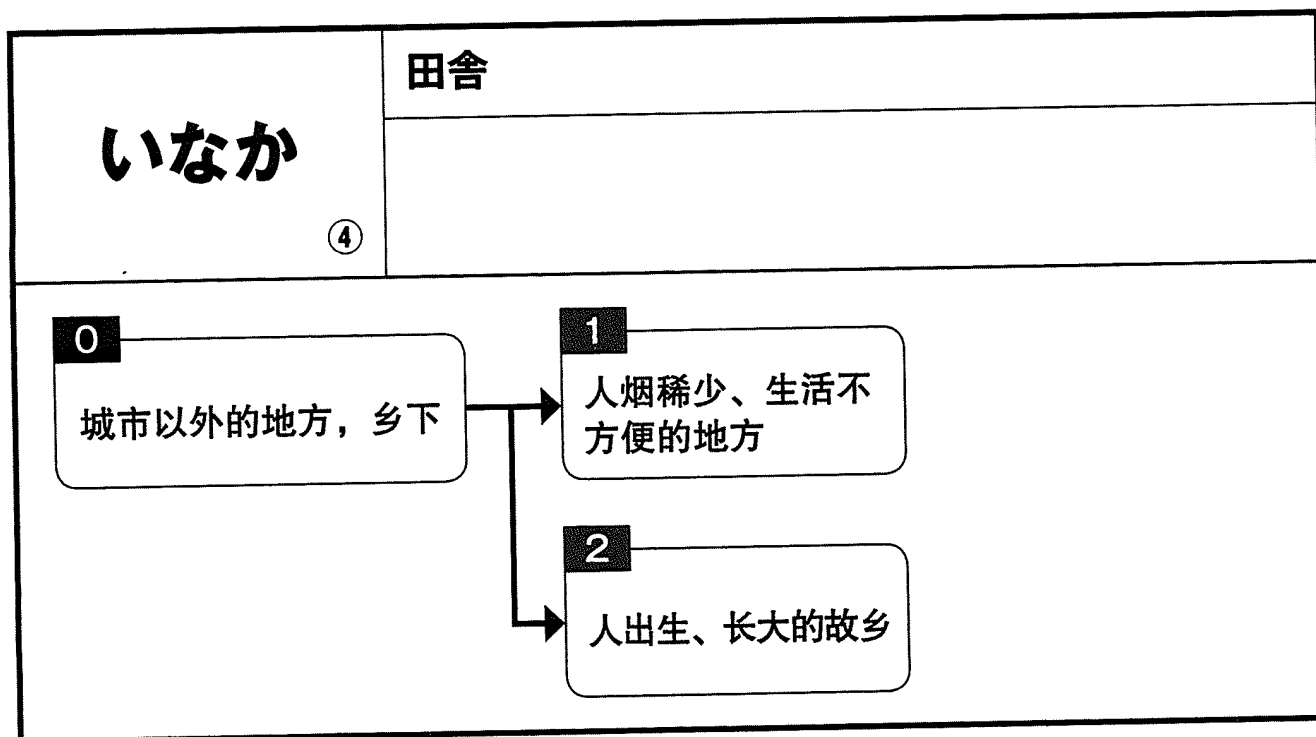 いなか
④
田舎
0
城市以外的地方，乡下
1
人烟稀少、生活不
方便的地方
2
人出生、长大的故乡